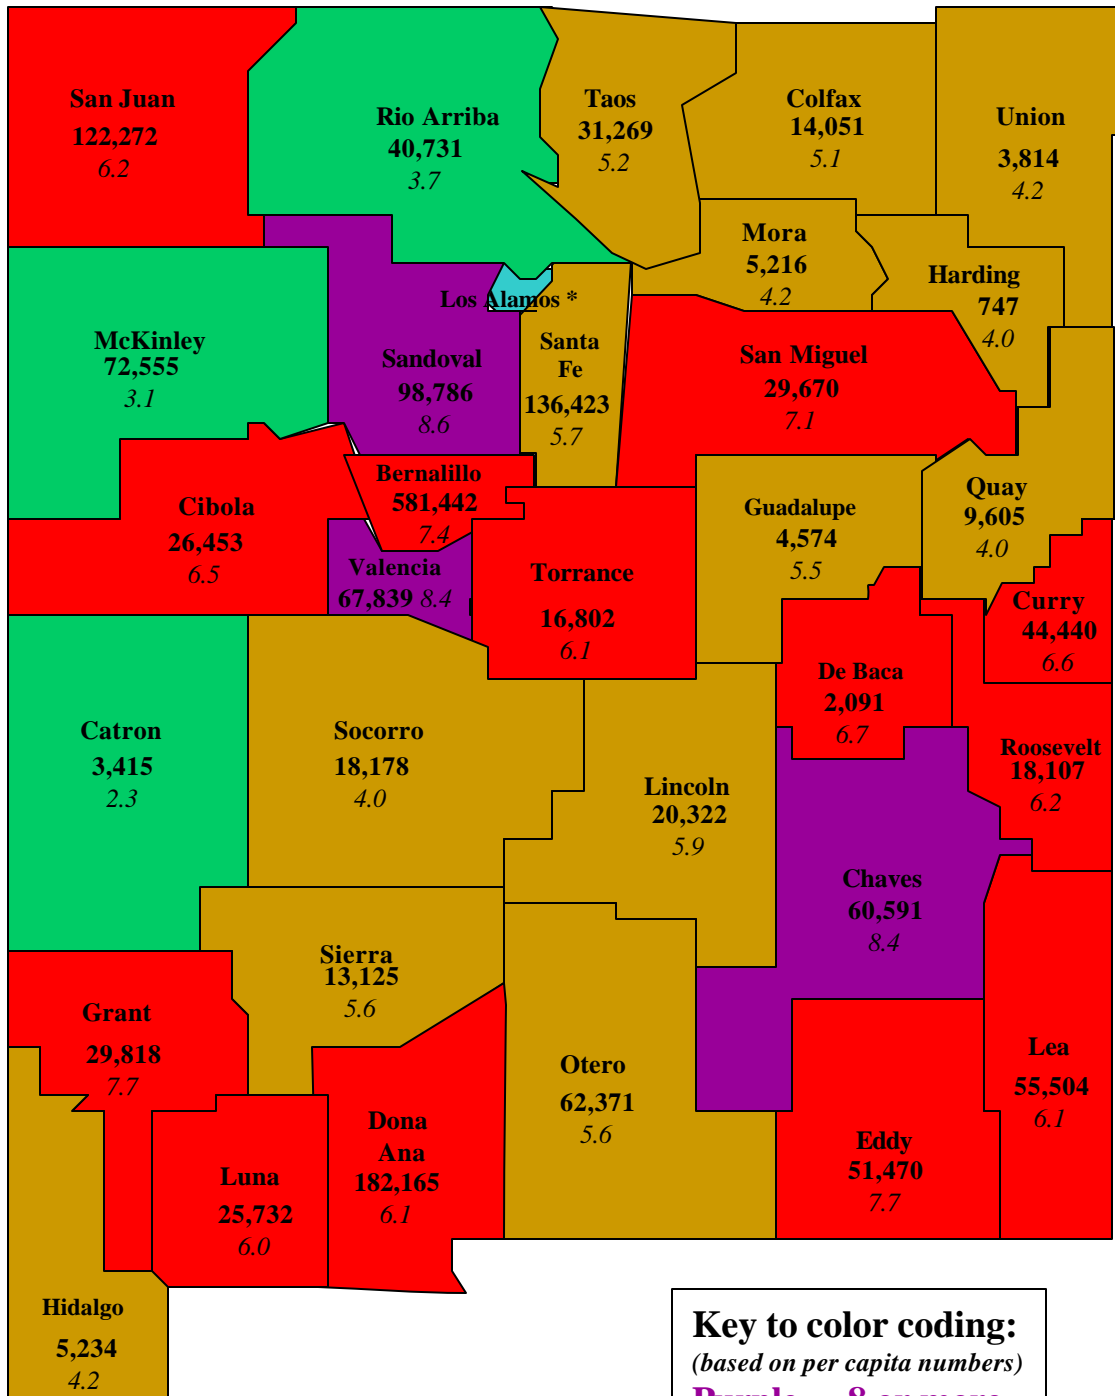 San Juan
122,272
6.2
Rio Arriba
40,731
3.7
Taos
31,269
5.2
Colfax
14,051
5.1
Union
3,814
4.2
Mora
5,216
4.2
Harding
747
4.0
Los Alamos *
McKinley
72,555
3.1
Sandoval
98,786
8.6
Santa
Fe
136,423
5.7
San Miguel
29,670
7.1
Bernalillo
581,442
7.4
Cibola
26,453
6.5
Guadalupe
4,574
5.5
Quay
9,605
4.0
Valencia
67,839 8.4
Torrance
16,802
6.1
Curry
44,440
6.6
De Baca
2,091
6.7
Catron
3,415
2.3
Socorro
18,178
4.0
Lincoln
20,322
5.9
Roosevelt
18,107
6.2
Chaves
60,591
8.4
Sierra
13,125
5.6
Grant
29,818
7.7
Otero
62,371
5.6
Lea
55,504
6.1
Dona
Ana
182,165
6.1
Eddy
51,470
7.7
Luna
25,732
6.0
Hidalgo
5,234
4.2
Key to color coding:
(based on per capita numbers)
Purple = 8 or more